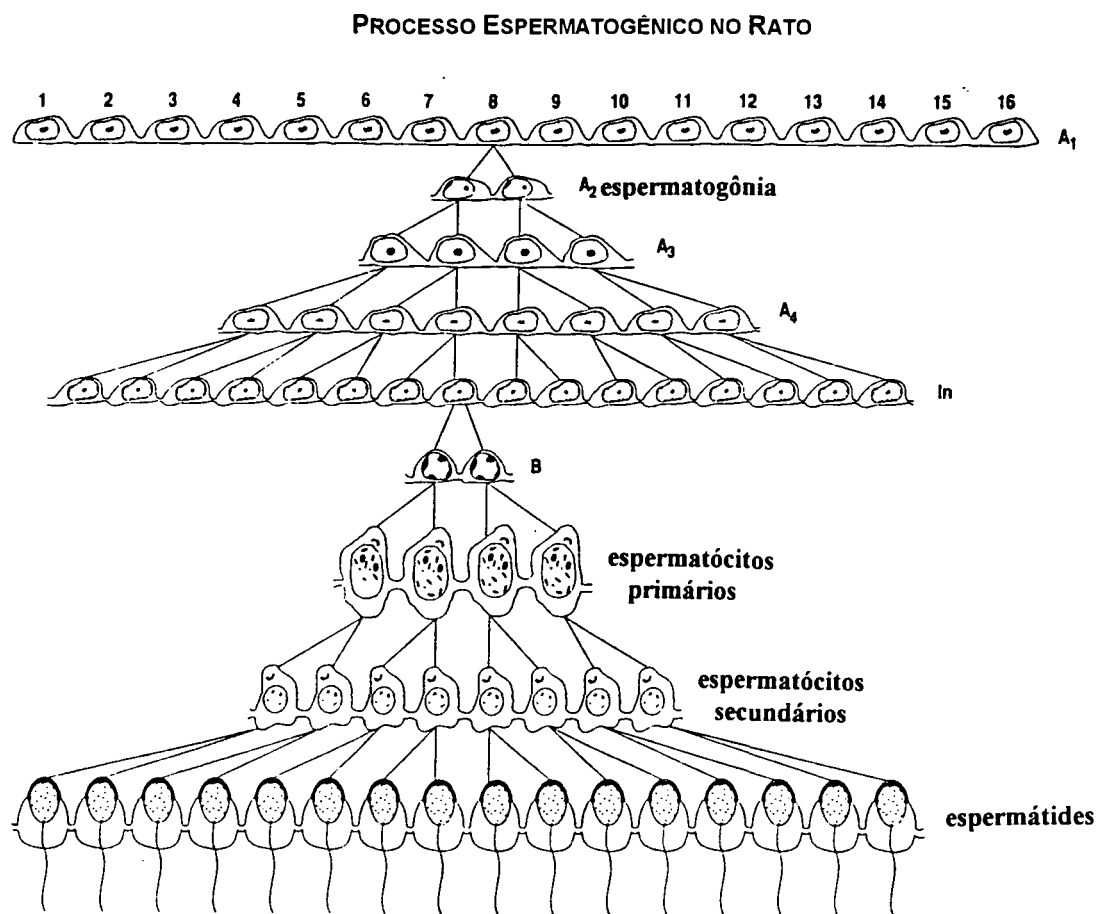 PROCESSO ESPERMATOGÊNICO NO RATO
1 2 3 4 5 6 7 8 9 10 11 12 13 14 15 16
A1
A2 espermatogônia
A3
A4
In
B
espermatócitos
primários
espermatócitos
secundários
espermátides